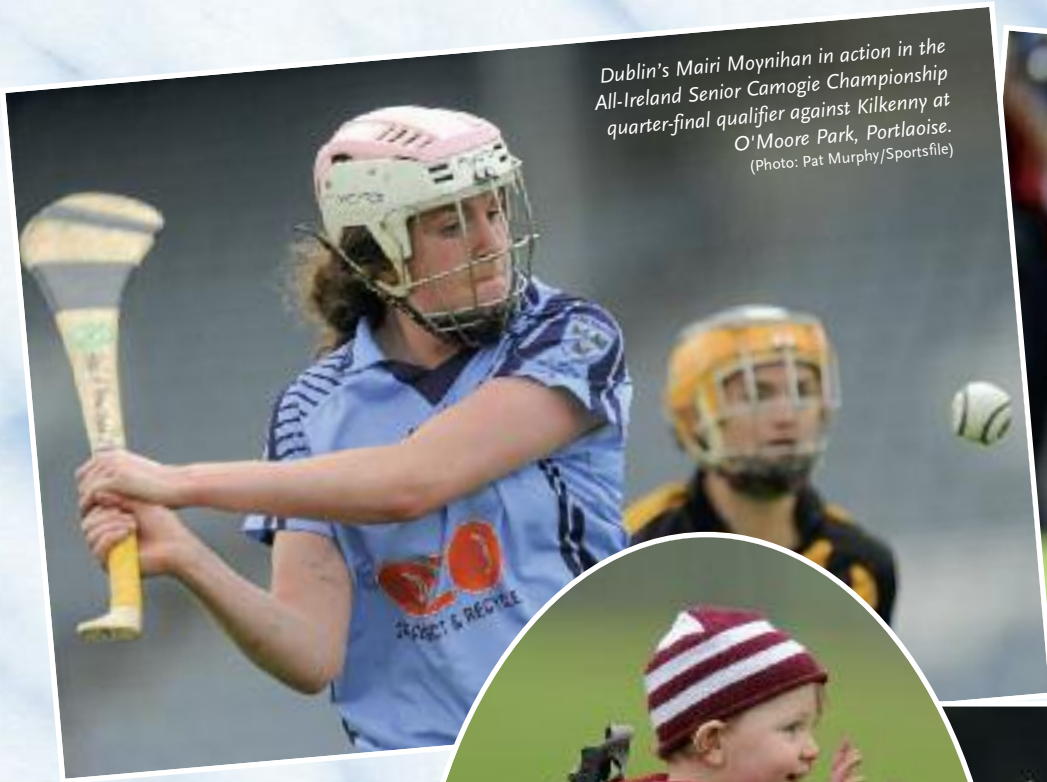 Dublin's Mairi Moynihan in action in the
All-Ireland Senior Camogie Championship
quarter-final qualifier against Kilkenny at
O'Moore Park, Portlaoise.
(Photo: Pat Murphy/Sportsfile)
& RECYCLE